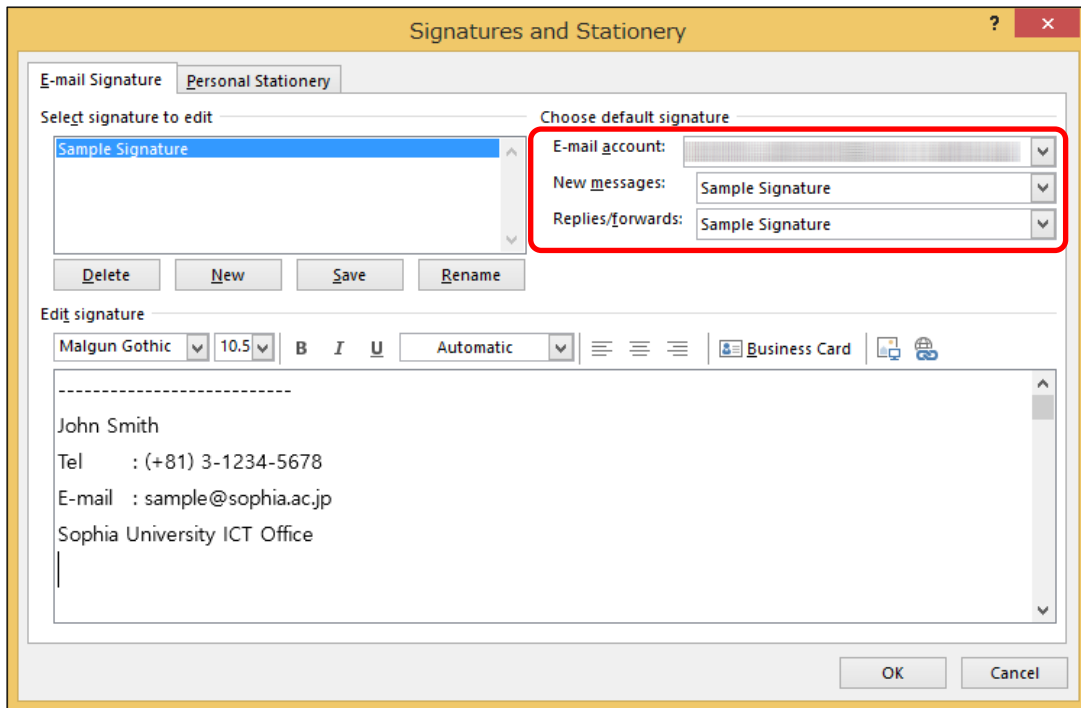 Signatures and Stationery
?
E-mail Signature
Personal Stationery
Select signature to edit
Choose default signature
Sample Signature
E-mail account:
New messages: Sample Signature
Replies/forwards: Sample Signature
Delete New Save Rename
Edit signature
Malgun Gothic 10.5 B I U Automatic Business Card
---------------------------
John Smith
Tel : (+81) 3-1234-5678
E-mail : sample@sophia.ac.jp
Sophia University ICT Office
OK Cancel